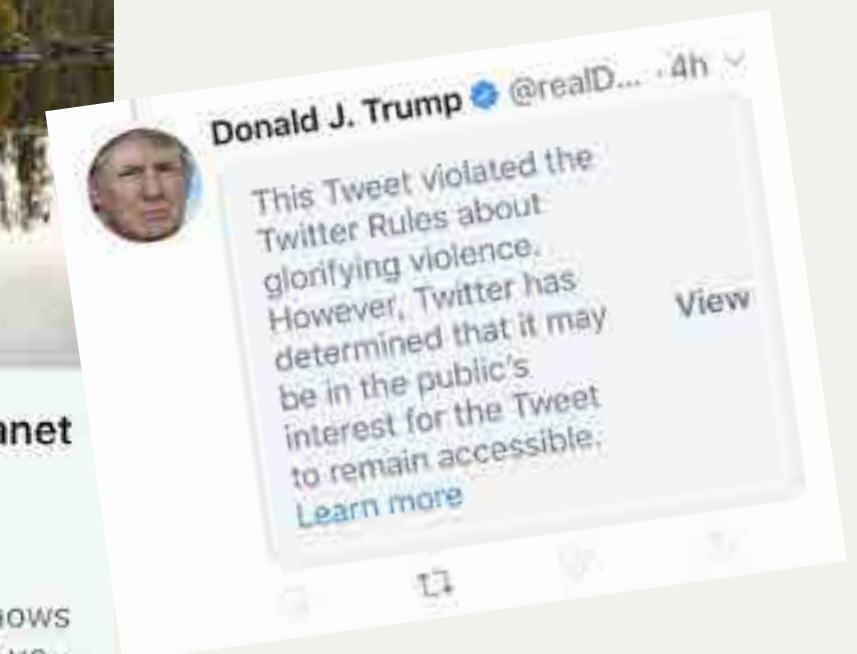 Donald J. Trump @realD... · 4h
This Tweet violated the
Twitter Rules about
glorifying violence.
However, Twitter has
determined that it may
be in the public's
interest for the Tweet
to remain accessible.
Learn more
View
anet
ows